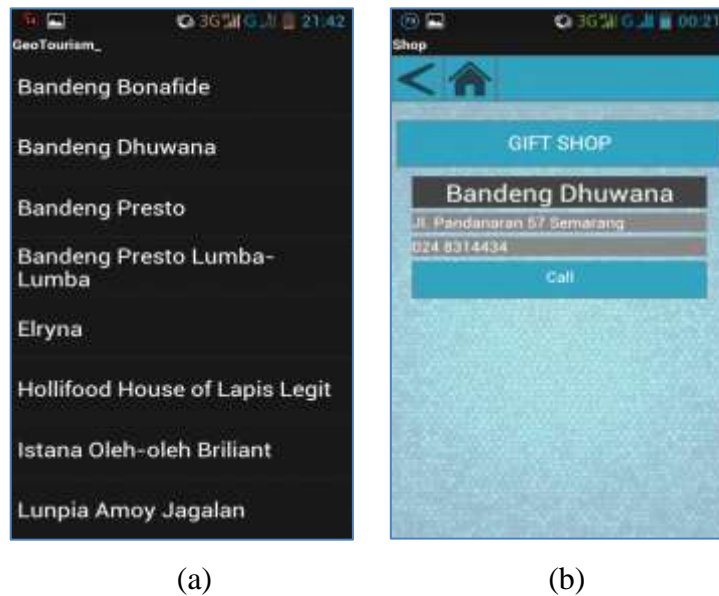 3G G 21:42
GeoTourism_
Bandeng Bonafide
Bandeng Dhuwana
Bandeng Presto
Bandeng Presto Lumba-
Lumba
Elryna
Hollifood House of Lapis Legit
Istana Oleh-oleh Briliant
Lunpia Amoy Jagalan
(a)
3G G 00:21
Shop
GIFT SHOP
Bandeng Dhuwana
Jl. Pandanaran 57 Semarang
024 8314434
Call
(b)